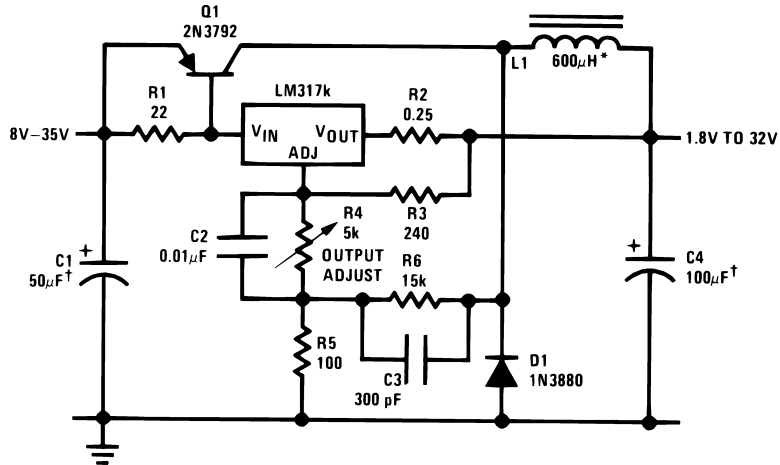 Q1
2N3792
R1
22
LM317k
R2
0.25
L1
600μH*
8V–35V
VIN
VOUT
ADJ
1.8V TO 32V
C2
0.01μF
R4
5k
OUTPUT
ADJUST
R3
240
R6
15k
C1
50μF†
+
C4
100μF†
+
R5
100
C3
300 pF
D1
1N3880